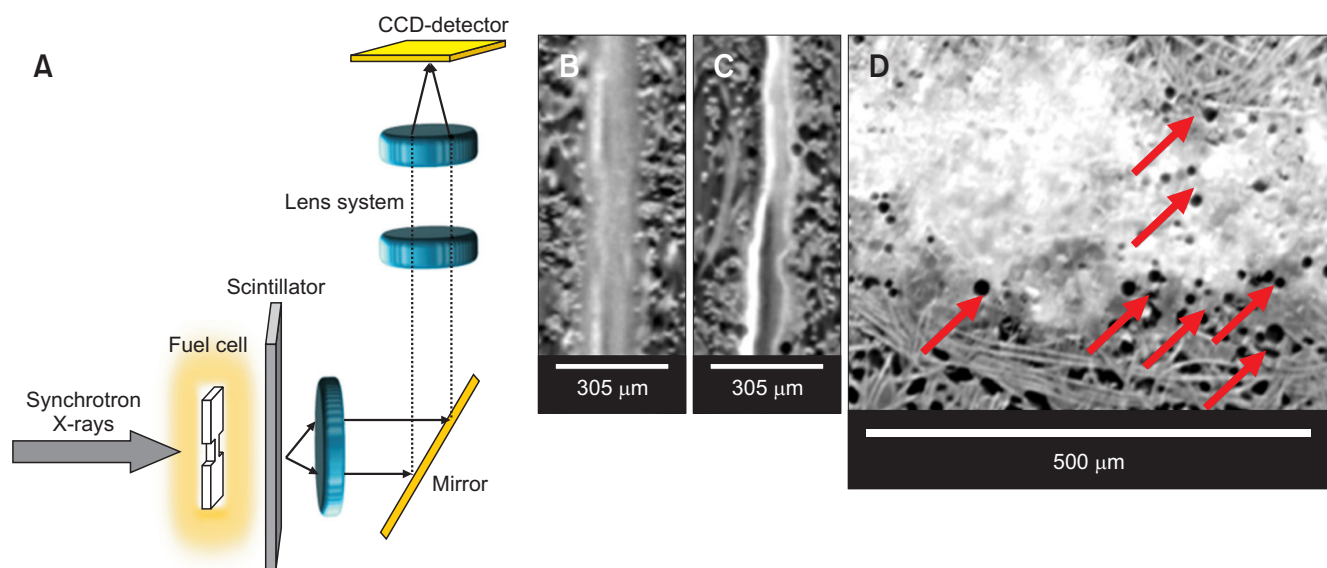 A
CCD-detector
Lens system
Scintillator
Fuel cell
Synchrotron
X-rays
Mirror
B
305 μm
C
305 μm
D
500 μm